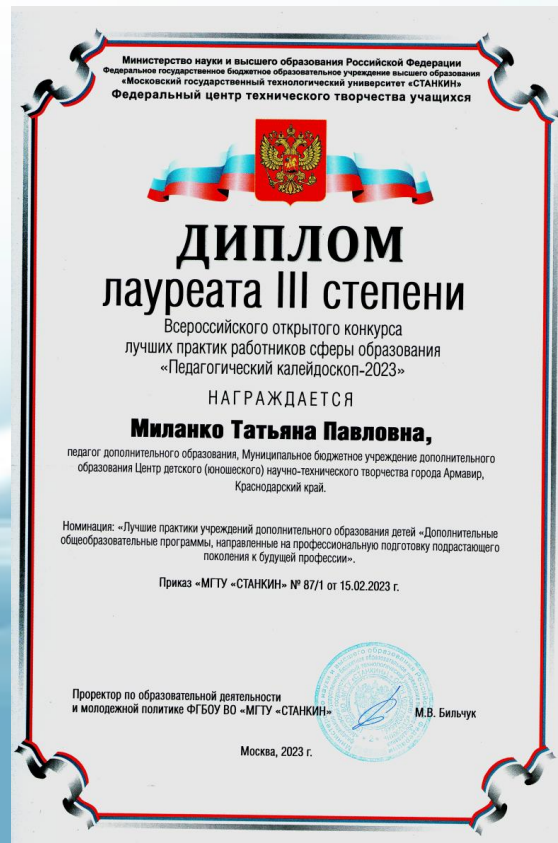 Министерство науки и высшего образования Российской Федерации
Федеральное государственное бюджетное образовательное учреждение высшего образования
«Московский государственный технологический университет «СТАНКИН»
Федеральный центр технического творчества учащихся
ДИПЛОМ
лауреата III степени
Всероссийского открытого конкурса
лучших практик работников сферы образования
«Педагогический калейдоскоп-2023»
НАГРАЖДАЕТСЯ
Миланко Татьяна Павловна,
педагог дополнительного образования, Муниципальное бюджетное учреждение дополнительного
образования Центр детского (юношеского) научно-технического творчества города Армавир,
Краснодарский край.
Номинация: «Лучшие практики учреждений дополнительного образования детей «Дополнительные
общеобразовательные программы, направленные на профессиональную подготовку подрастающего
поколения к будущей профессии».
Приказ «МГТУ «СТАНКИН» № 87/1 от 15.02.2023 г.
Проректор по образовательной деятельности
и молодежной политике ФГБОУ ВО «МГТУ «СТАНКИН»
М.В. Бильчук
Москва, 2023 г.